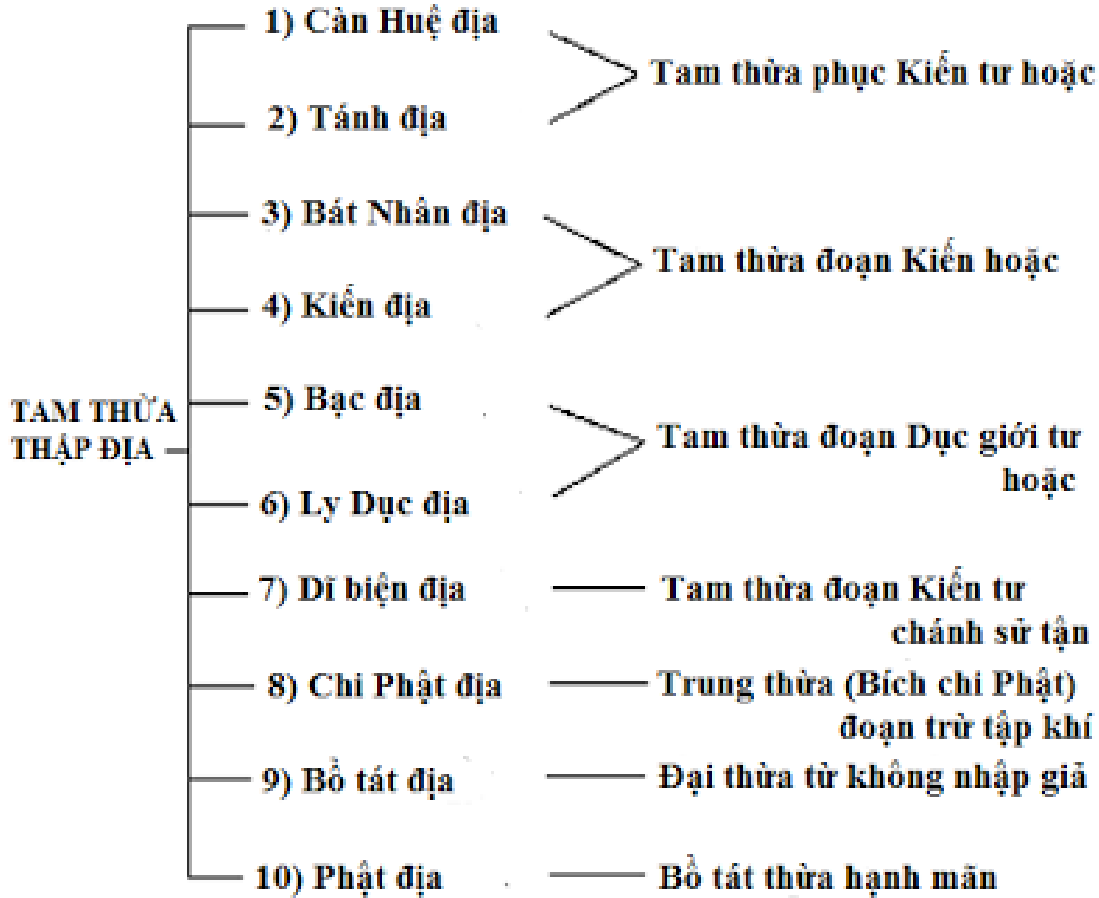 1) Càn Huệ địa
2) Tánh địa
Tam thừa phục Kiến tư hoặc
3) Bát Nhân địa
4) Kiến địa
Tam thừa đoạn Kiến hoặc
TAM THỪA
THẬP ĐỊA
5) Bạc địa
6) Ly Dục địa
Tam thừa đoạn Dục giới tư
hoặc
7) Dĩ biện địa
Tam thừa đoạn Kiến tư
chánh sử tận
8) Chi Phật địa
Trung thừa (Bích chi Phật)
đoạn trừ tập khí
9) Bồ tát địa
Đại thừa từ không nhập giả
10) Phật địa
Bồ tát thừa hạnh mãn